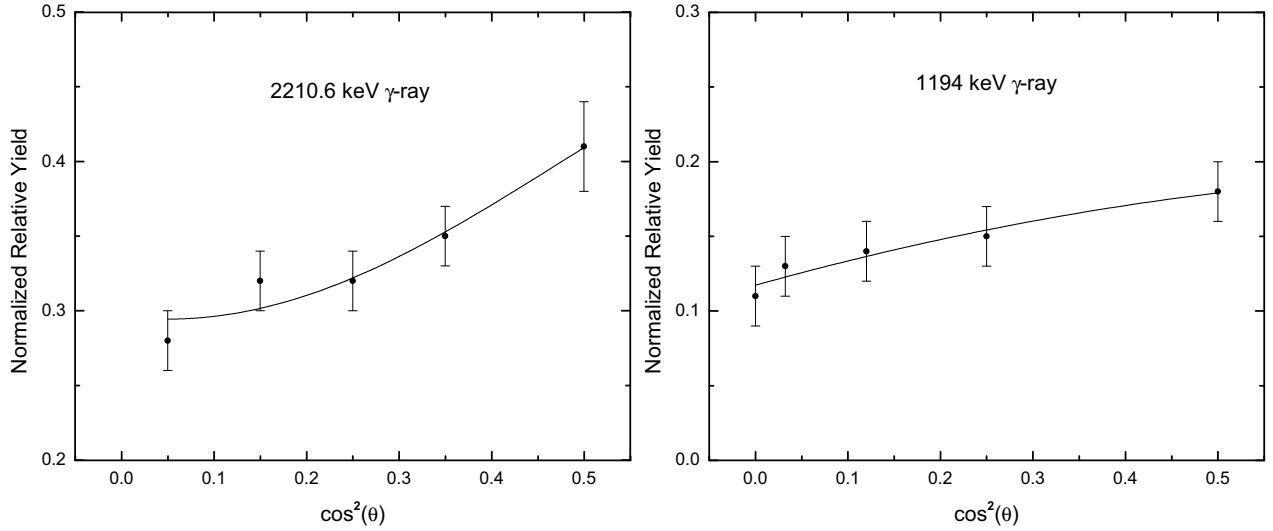 0.5
0.4
0.3
0.2
Normalized Relative Yield
2210.6 keV γ-ray
0.0 0.1 0.2 0.3 0.4 0.5
cos²(θ)
0.3
0.2
0.1
0.0
Normalized Relative Yield
1194 keV γ-ray
0.0 0.1 0.2 0.3 0.4 0.5
cos²(θ)